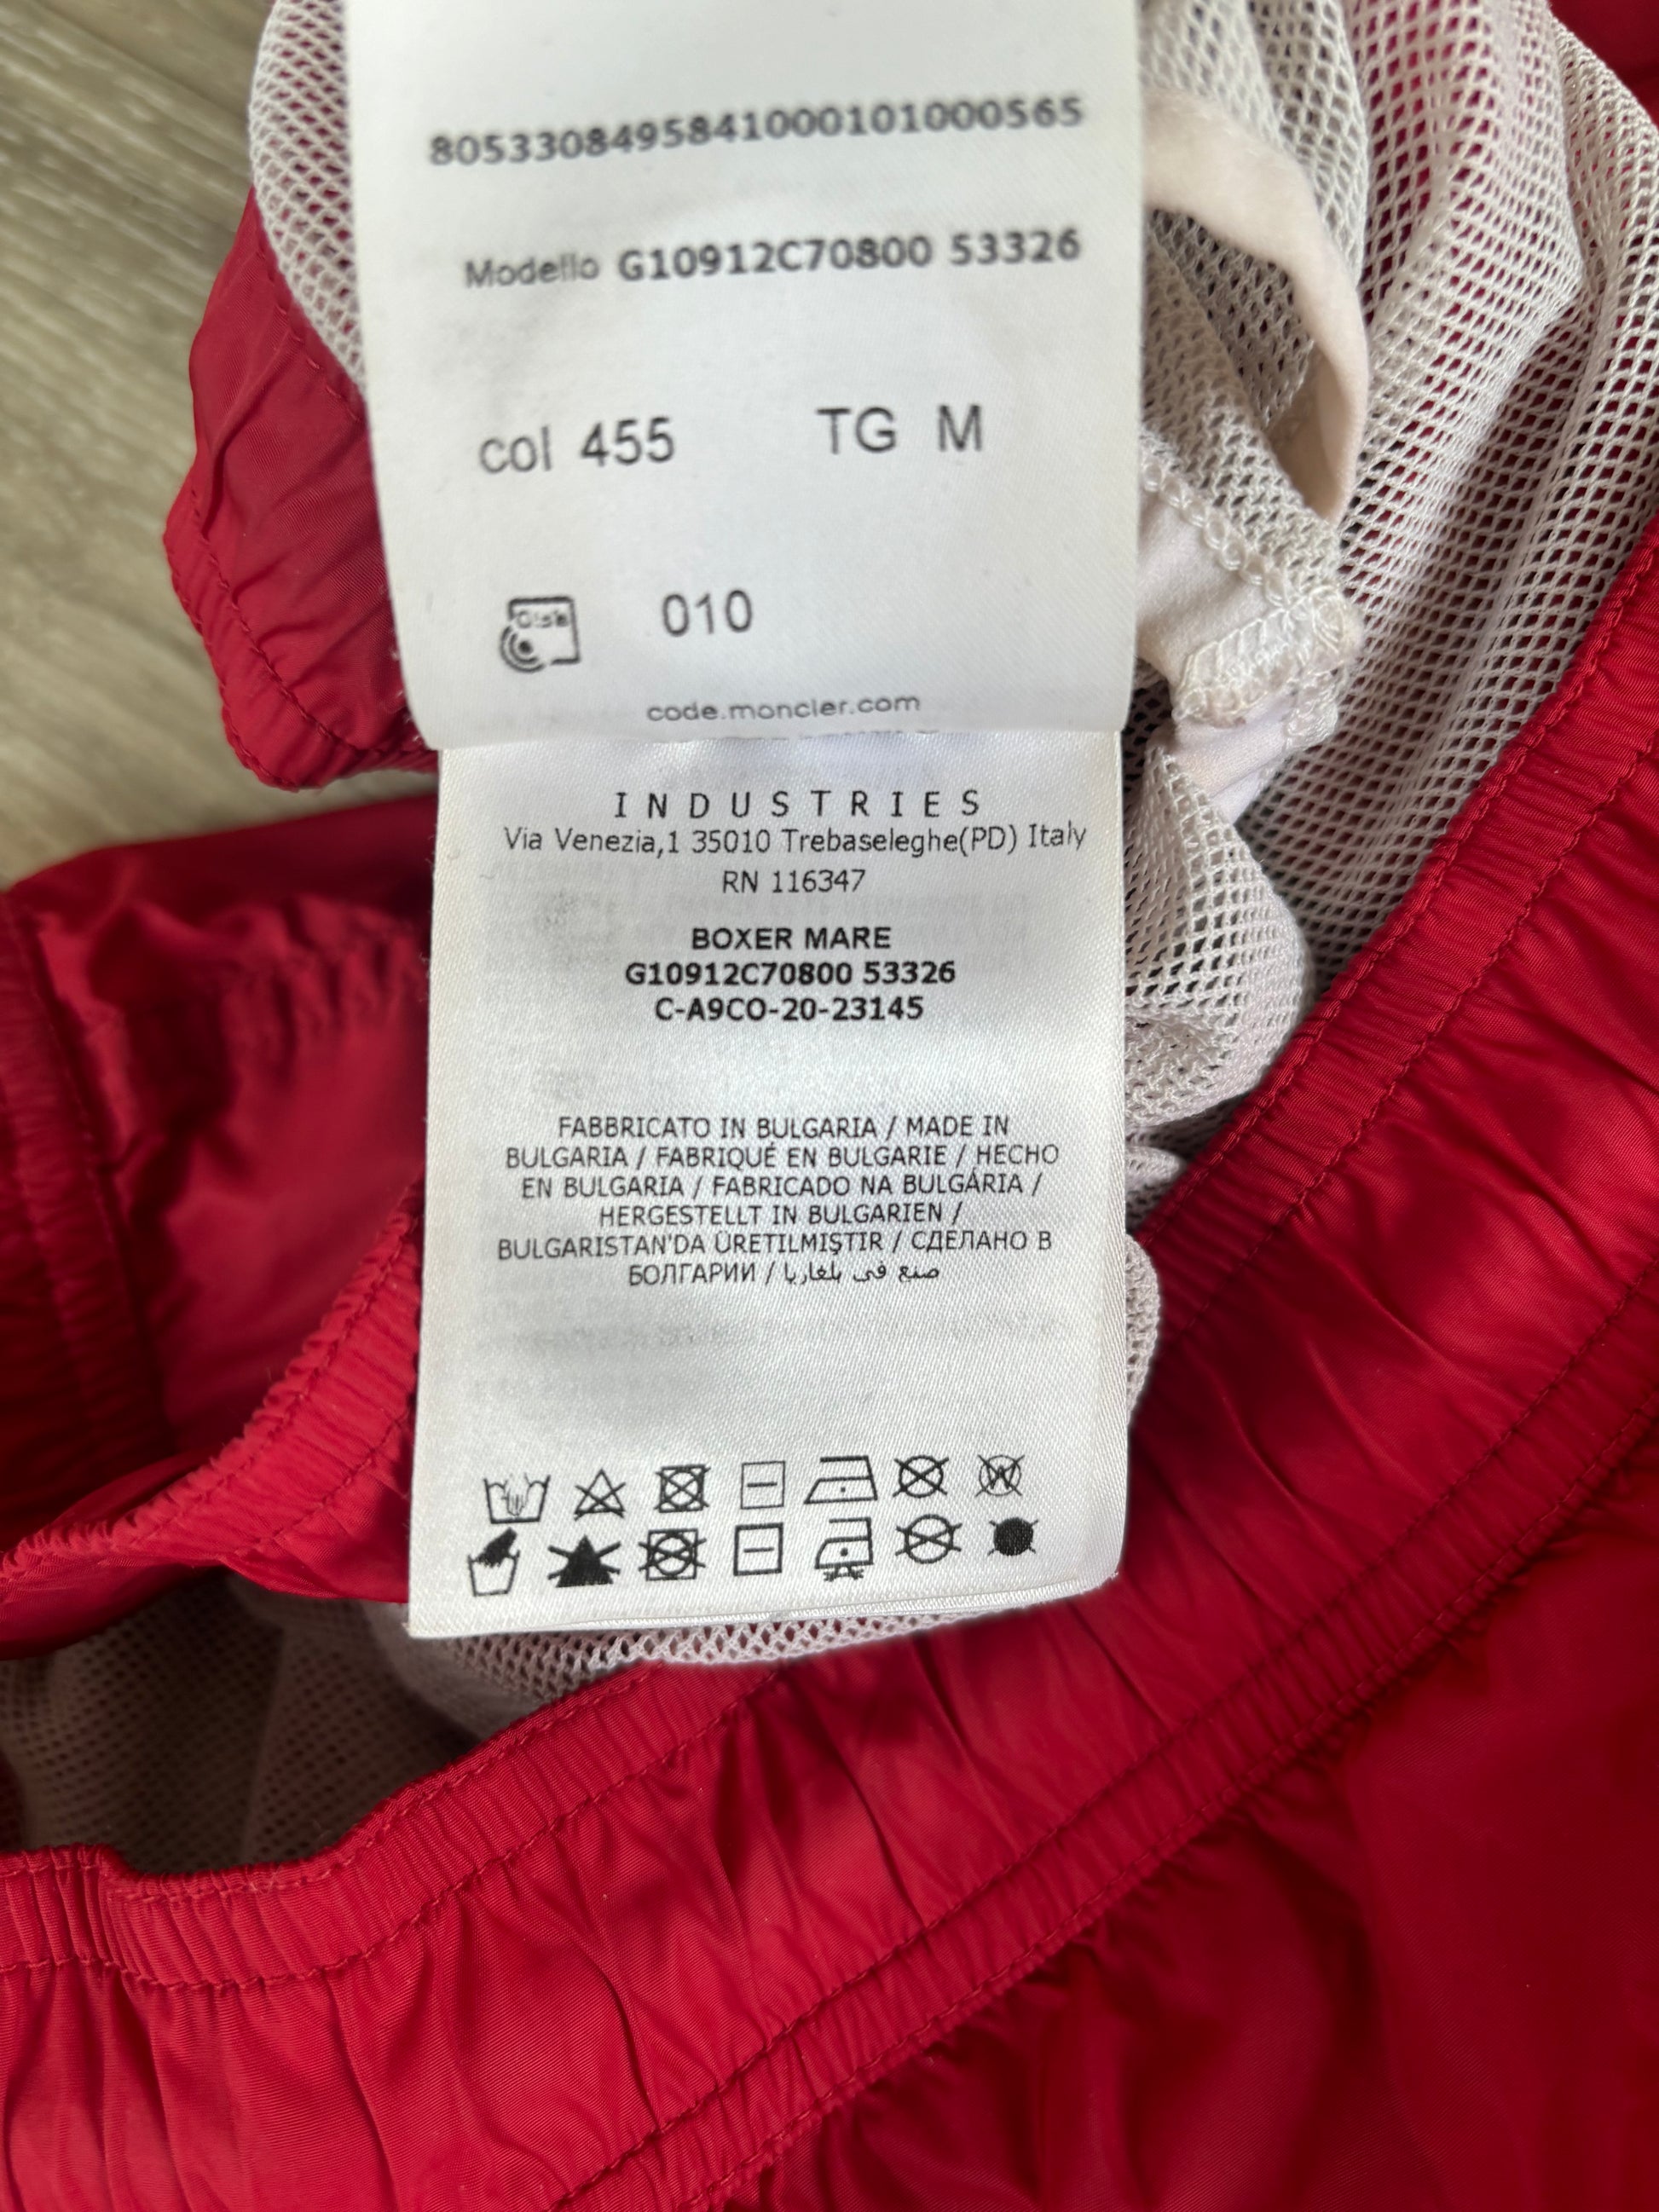 8053308495841000101000565
Modello G10912C70800 53326
col 455 TG M
010
code.moncler.com
INDUSTRIES
Via Venezia,1 35010 Trebaseleghe(PD) Italy
RN 116347
BOXER MARE
G10912C70800 53326
C-A9CO-20-23145
FABBRICATO IN BULGARIA / MADE IN
BULGARIA / FABRIQUÉ EN BULGARIE / HECHO
EN BULGARIA / FABRICADO NA BULGÁRIA /
HERGESTELLT IN BULGARIEN /
BULGARISTAN'DA ÜRETILMIŞTIR / СДЕЛАНО В
БОЛГАРИИ / صنع في بلغاريا
W